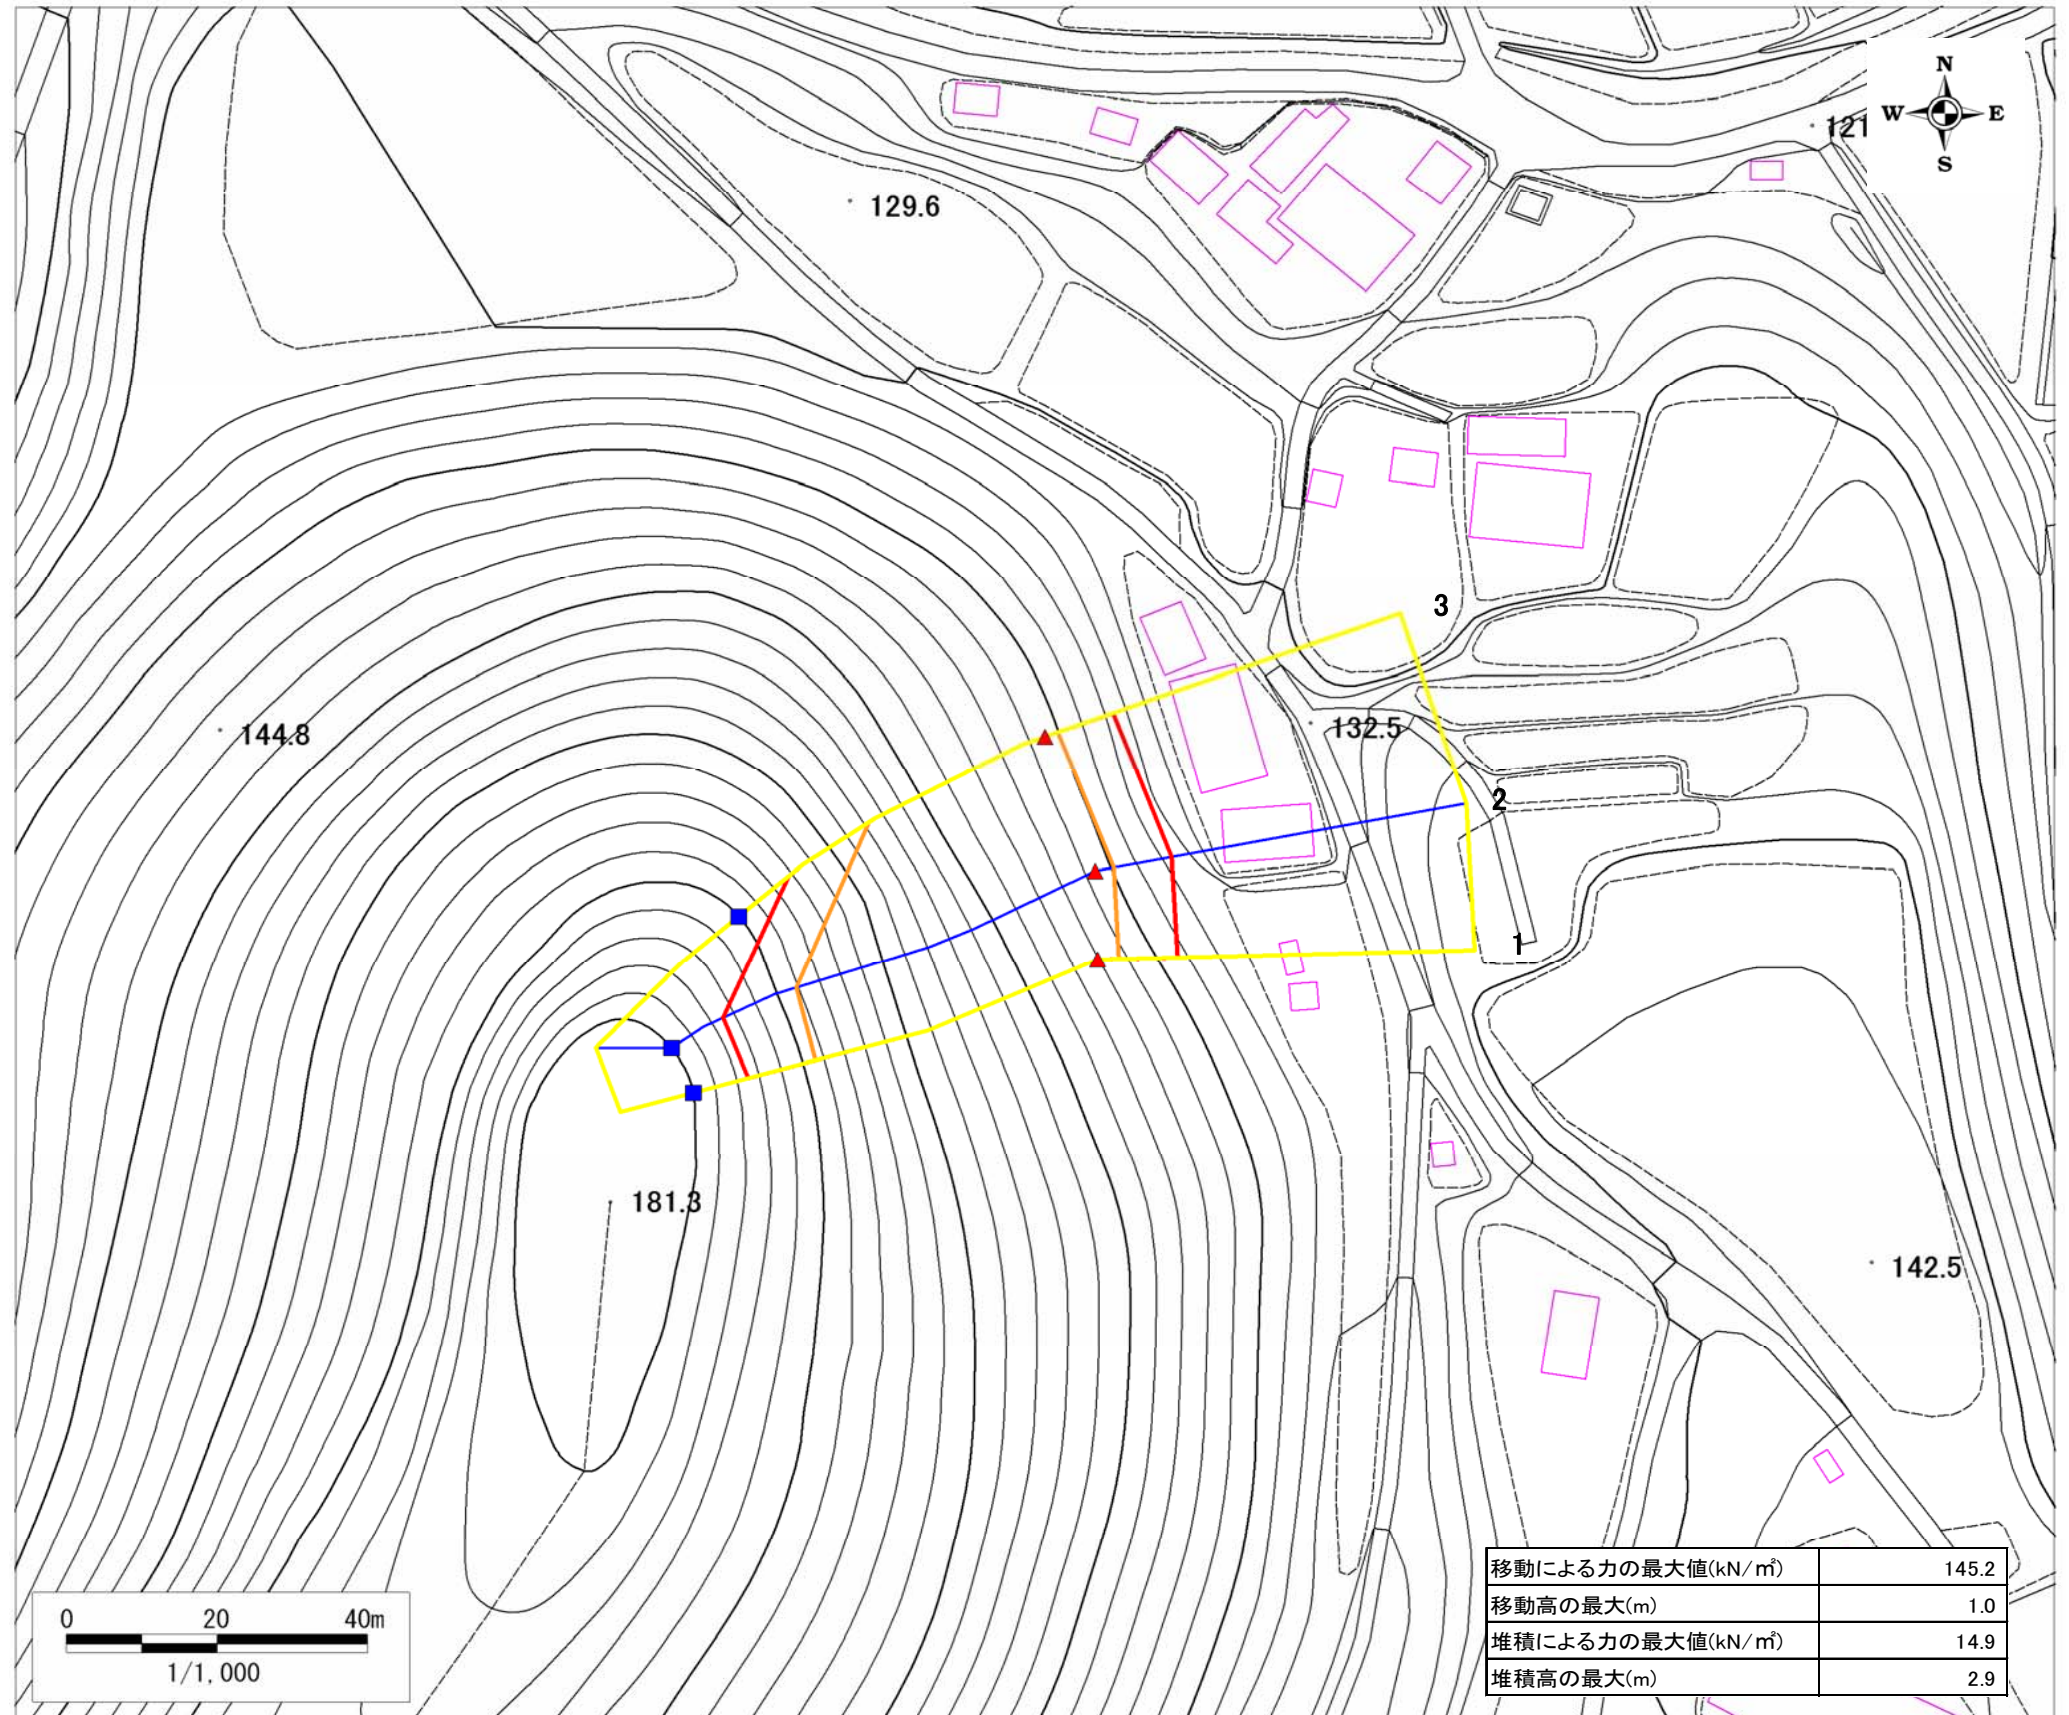 N
W E
S
121
129.6
3
132.5
144.8
2
1
181.3
142.5
移動による力の最大値(kN/㎡) 145.2
移動高の最大(m) 1.0
堆積による力の最大値(kN/㎡) 14.9
堆積高の最大(m) 2.9
0 20 40m
1/1,000